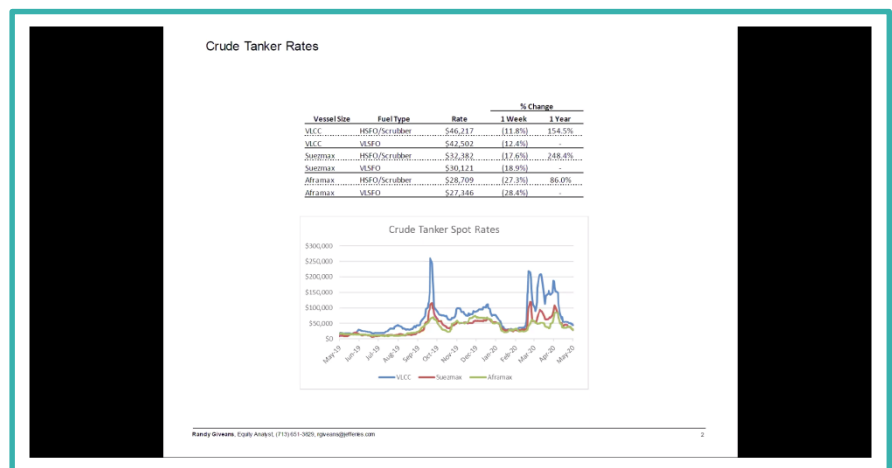 Crude Tanker Rates
% Change
Vessel Size Fuel Type Rate 1 Week 1 Year
VLCC HSFO/Scrubber $46,217 (11.8%) 154.5%
VLCC VLSFO $42,502 (12.4%) -
Suezmax HSFO/Scrubber $32,382 (17.6%) 248.4%
Suezmax VLSFO $30,121 (18.9%) -
Aframax HSFO/Scrubber $28,709 (27.3%) 86.0%
Aframax VLSFO $27,346 (28.4%) -
Crude Tanker Spot Rates
$300,000
$250,000
$200,000
$150,000
$100,000
$50,000
$0
May-19 Jun-19 Jul-19 Aug-19 Sep-19 Oct-19 Nov-19 Dec-19 Jan-20 Feb-20 Mar-20 Apr-20 May-20
VLCC Suezmax Aframax
Randy Giveans, Equity Analyst, (713) 651-3829, rgiveans@jefferies.com 2